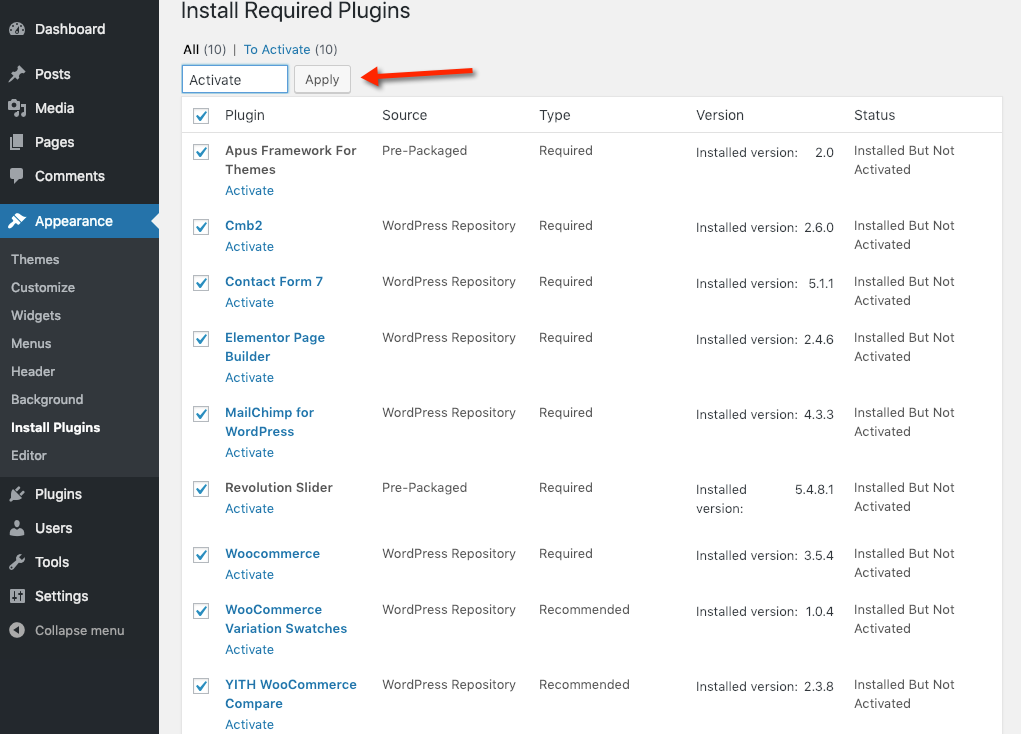 Install Required Plugins
All (10) | To Activate (10)
Activate Apply
Dashboard
Posts
Media
Pages
Comments
Appearance
Themes
Customize
Widgets
Menus
Header
Background
Install Plugins
Editor
Plugins
Users
Tools
Settings
Collapse menu
Plugin Source Type Version Status
Apus Framework For Pre-Packaged Required Installed version: 2.0 Installed But Not
Themes Activated
Activate
Cmb2 WordPress Repository Required Installed version: 2.6.0 Installed But Not
Activate Activated
Contact Form 7 WordPress Repository Required Installed version: 5.1.1 Installed But Not
Activate Activated
Elementor Page WordPress Repository Required Installed version: 2.4.6 Installed But Not
Builder Activated
Activate
MailChimp for WordPress Repository Required Installed version: 4.3.3 Installed But Not
WordPress Activated
Activate
Revolution Slider Pre-Packaged Required Installed 5.4.8.1 Installed But Not
Activate version: Activated
Woocommerce WordPress Repository Required Installed version: 3.5.4 Installed But Not
Activate Activated
WooCommerce WordPress Repository Recommended Installed version: 1.0.4 Installed But Not
Variation Swatches Activated
Activate
YITH WooCommerce WordPress Repository Recommended Installed version: 2.3.8 Installed But Not
Compare Activated
Activate